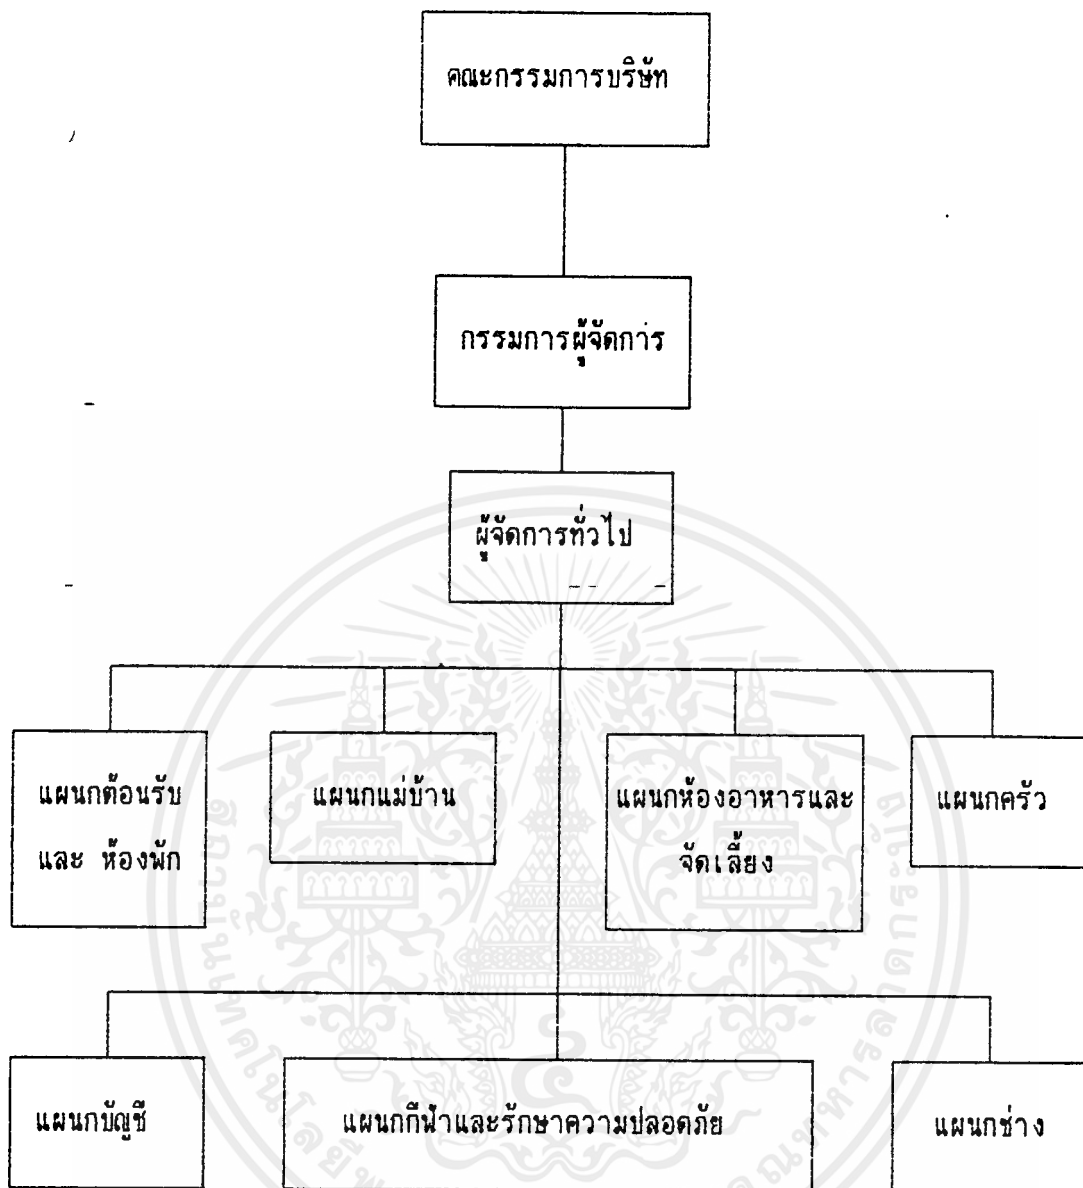 คณะกรรมการบริษัท
กรรมการผู้จัดการ
ผู้จัดการทั่วไป
แผนกต้อนรับ
และ ห้องพัก
แผนกแม่บ้าน
แผนกห้องอาหารและ
จัดเลี้ยง
แผนกครัว
แผนกบัญชี
แผนกกีฬาและรักษาความปลอดภัย
แผนกช่าง